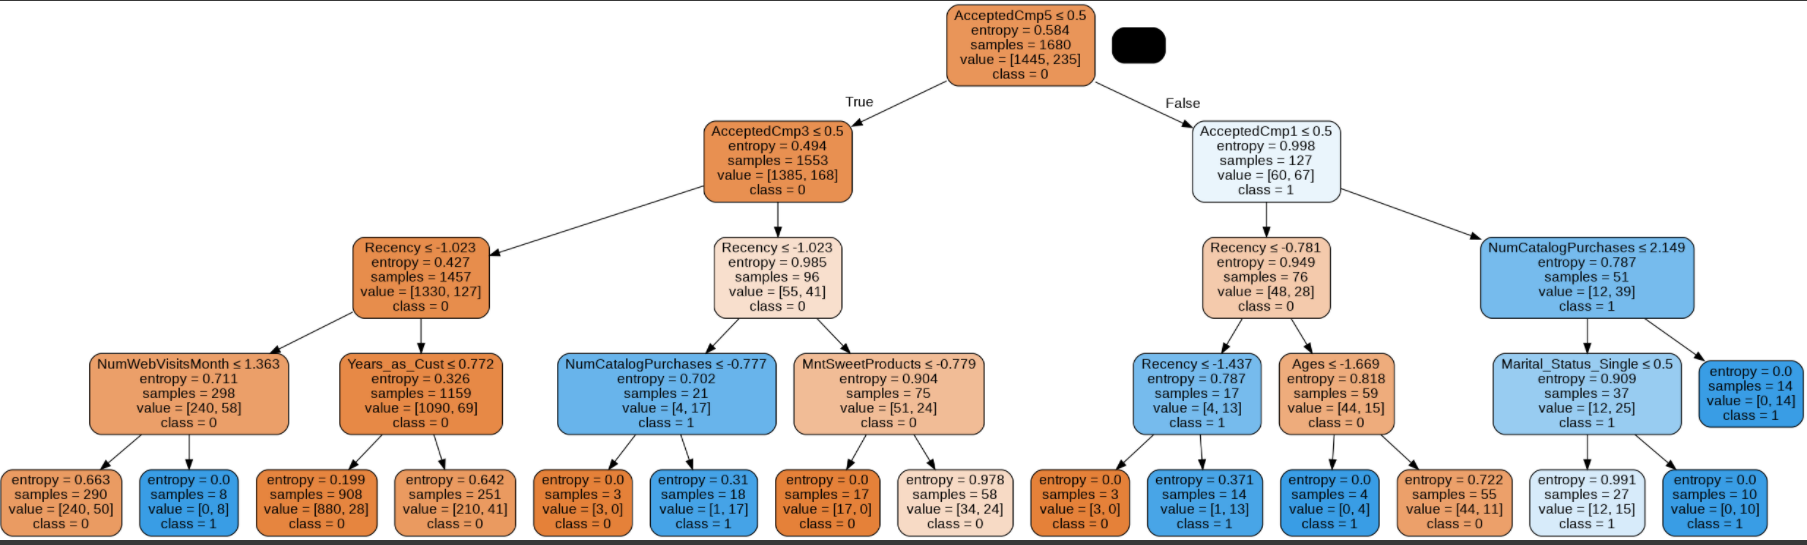 AcceptedCmp5 ≤ 0.5
entropy = 0.584
samples = 1680
value = [1445, 235]
class = 0
True
False
AcceptedCmp3 ≤ 0.5
entropy = 0.494
samples = 1553
value = [1385, 168]
class = 0
AcceptedCmp1 ≤ 0.5
entropy = 0.998
samples = 127
value = [60, 67]
class = 1
Recency ≤ -1.023
entropy = 0.427
samples = 1457
value = [1330, 127]
class = 0
Recency ≤ -1.023
entropy = 0.985
samples = 96
value = [55, 41]
class = 0
Recency ≤ -0.781
entropy = 0.949
samples = 76
value = [48, 28]
class = 0
NumCatalogPurchases ≤ 2.149
entropy = 0.787
samples = 51
value = [12, 39]
class = 1
NumWebVisitsMonth ≤ 1.363
entropy = 0.711
samples = 298
value = [240, 58]
class = 0
Years_as_Cust ≤ 0.772
entropy = 0.326
samples = 1159
value = [1090, 69]
class = 0
NumCatalogPurchases ≤ -0.777
entropy = 0.702
samples = 21
value = [4, 17]
class = 1
MntSweetProducts ≤ -0.779
entropy = 0.904
samples = 75
value = [51, 24]
class = 0
Recency ≤ -1.437
entropy = 0.787
samples = 17
value = [4, 13]
class = 1
Ages ≤ -1.669
entropy = 0.818
samples = 59
value = [44, 15]
class = 0
Marital_Status_Single ≤ 0.5
entropy = 0.909
samples = 37
value = [12, 25]
class = 1
entropy = 0.0
samples = 14
value = [0, 14]
class = 1
entropy = 0.663
samples = 290
value = [240, 50]
class = 0
entropy = 0.0
samples = 8
value = [0, 8]
class = 1
entropy = 0.199
samples = 908
value = [880, 28]
class = 0
entropy = 0.642
samples = 251
value = [210, 41]
class = 0
entropy = 0.0
samples = 3
value = [3, 0]
class = 0
entropy = 0.31
samples = 18
value = [1, 17]
class = 1
entropy = 0.0
samples = 17
value = [17, 0]
class = 0
entropy = 0.978
samples = 58
value = [34, 24]
class = 0
entropy = 0.0
samples = 3
value = [3, 0]
class = 0
entropy = 0.371
samples = 14
value = [1, 13]
class = 1
entropy = 0.0
samples = 4
value = [0, 4]
class = 1
entropy = 0.722
samples = 55
value = [44, 11]
class = 0
entropy = 0.991
samples = 27
value = [12, 15]
class = 1
entropy = 0.0
samples = 10
value = [0, 10]
class = 1